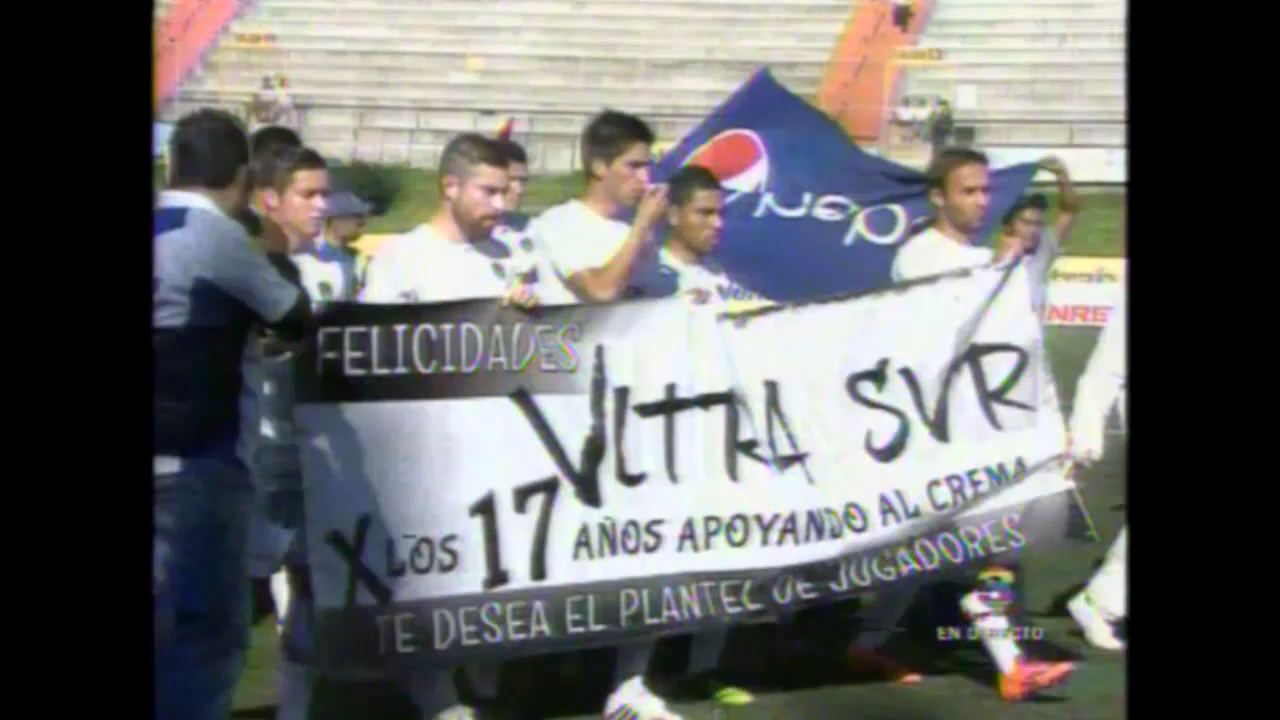 FELICIDADES
VLTRA SVR
X LOS 17 AÑOS APOYANDO AL CREMA
TE DESEA EL PLANTEL DE JUGADORES
EN DIRECTO